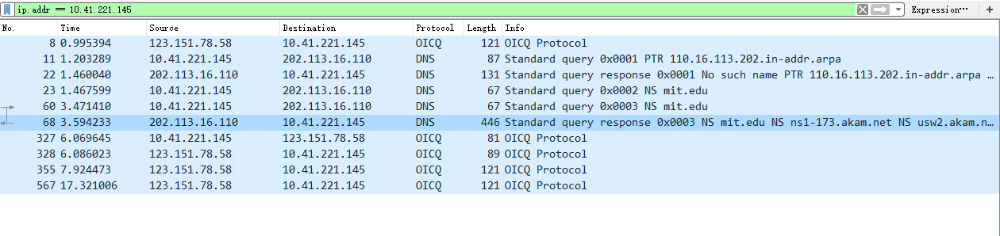 ip.addr == 10.41.221.145 Expression…
No. Time Source Destination Protocol Length Info
8 0.995394 123.151.78.58 10.41.221.145 OICQ 121 OICQ Protocol
11 1.203289 10.41.221.145 202.113.16.110 DNS 87 Standard query 0x0001 PTR 110.16.113.202.in-addr.arpa
22 1.460040 202.113.16.110 10.41.221.145 DNS 131 Standard query response 0x0001 No such name PTR 110.16.113.202.in-addr.arpa …
23 1.467599 10.41.221.145 202.113.16.110 DNS 67 Standard query 0x0002 NS mit.edu
60 3.471410 10.41.221.145 202.113.16.110 DNS 67 Standard query 0x0003 NS mit.edu
68 3.594233 202.113.16.110 10.41.221.145 DNS 446 Standard query response 0x0003 NS mit.edu NS ns1-173.akam.net NS usw2.akam.n…
327 6.069645 10.41.221.145 123.151.78.58 OICQ 81 OICQ Protocol
328 6.086023 123.151.78.58 10.41.221.145 OICQ 89 OICQ Protocol
355 7.924473 123.151.78.58 10.41.221.145 OICQ 121 OICQ Protocol
567 17.321006 123.151.78.58 10.41.221.145 OICQ 121 OICQ Protocol